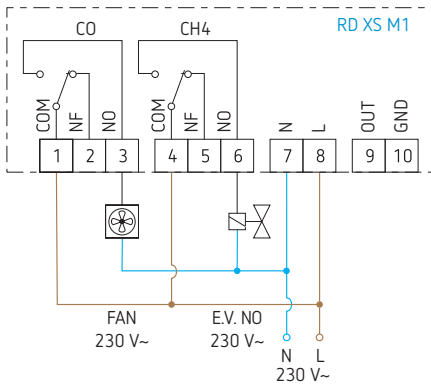 CO CH4 RD XS M1
COM NF NO COM NF NO N L OUT GND
1 2 3 4 5 6 7 8 9 10
FAN E.V. NO
230 V~ 230 V~
N L
230 V~